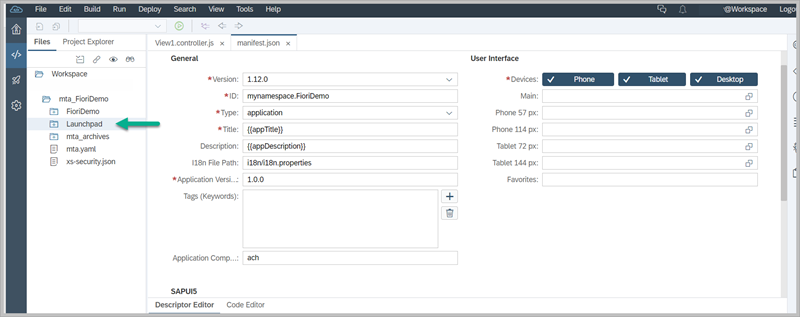 File Edit Build Run Deploy Search View Tools Help @Workspace Logo
Files Project Explorer
View1.controller.js × manifest.json ×
Workspace
mta_FioriDemo
FioriDemo
Launchpad
mta_archives
mta.yaml
xs-security.json
General
*Version: 1.12.0
*ID: mynamespace.FioriDemo
*Type: application
*Title: {{appTitle}}
Description: {{appDescription}}
I18n File Path: i18n/i18n.properties
*Application Versi...: 1.0.0
Tags (Keywords):
Application Comp...: ach
User Interface
*Devices: Phone Tablet Desktop
Main:
Phone 57 px:
Phone 114 px:
Tablet 72 px:
Tablet 144 px:
Favorites:
SAPUI5
Descriptor Editor Code Editor